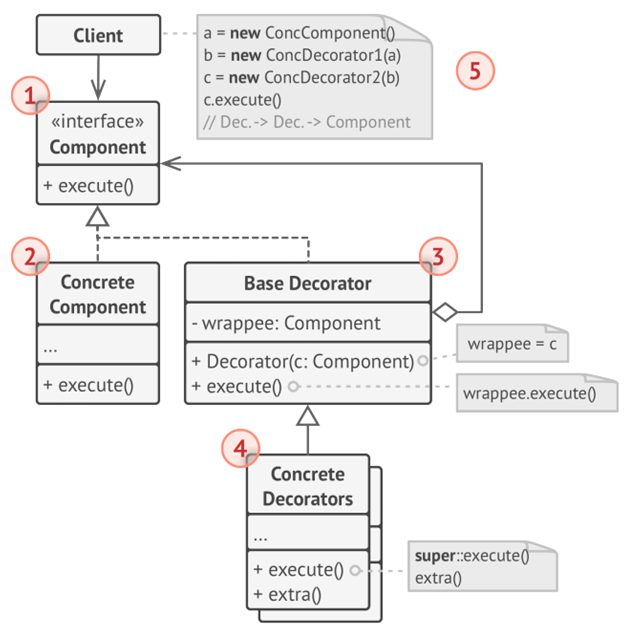 Client
a = new ConcComponent()
b = new ConcDecorator1(a)
c = new ConcDecorator2(b)
c.execute()
// Dec. -> Dec. -> Component
5
1
«interface»
Component
+ execute()
2
Concrete
Component
...
+ execute()
3
Base Decorator
- wrappee: Component
+ Decorator(c: Component)
+ execute()
wrappee = c
wrappee.execute()
4
Concrete
Decorators
...
+ execute()
+ extra()
super::execute()
extra()